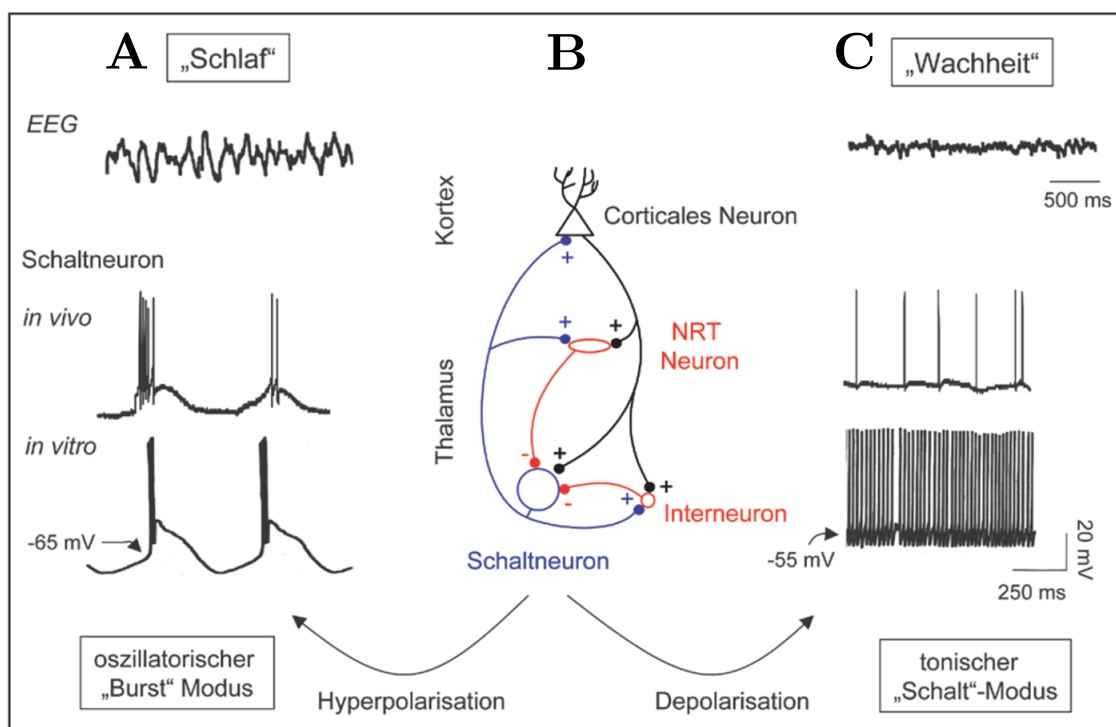 A
„Schlaf“
EEG
Schaltneuron
in vivo
in vitro
-65 mV
oszillatorischer
„Burst“ Modus
Hyperpolarisation
B
Kortex
Corticales Neuron
+
+
+
NRT
Neuron
Thalamus
-
+
-
+
+
Interneuron
Schaltneuron
Depolarisation
C
„Wachheit“
500 ms
-55 mV
20 mV
250 ms
tonischer
„Schalt“-Modus